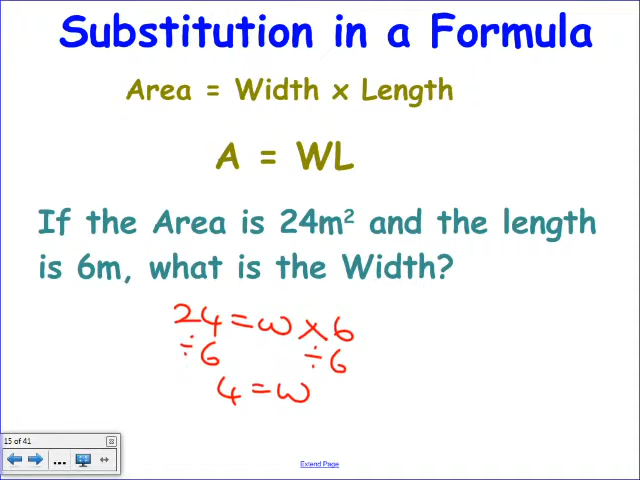 Substitution in a Formula
Area = Width x Length
A = WL
If the Area is 24m² and the length
is 6m, what is the Width?
24 = w × 6
÷6 ÷6
4 = w
15 of 41
...
Extend Page